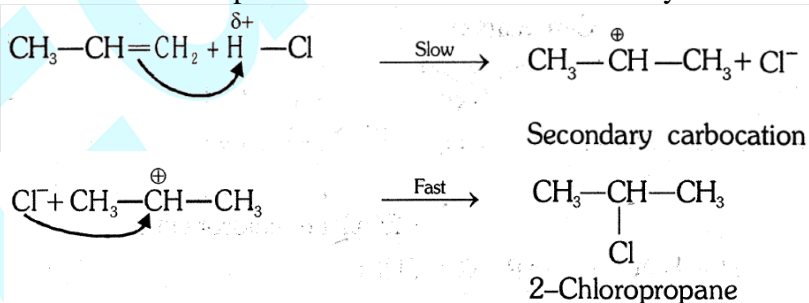 δ+
CH₃—CH=CH₂ + H —Cl Slow CH₃—CH—CH₃ + Cl⁻
⊕
Secondary carbocation
⊕
Cl⁻ + CH₃—CH—CH₃ Fast CH₃—CH—CH₃
Cl
2–Chloropropane